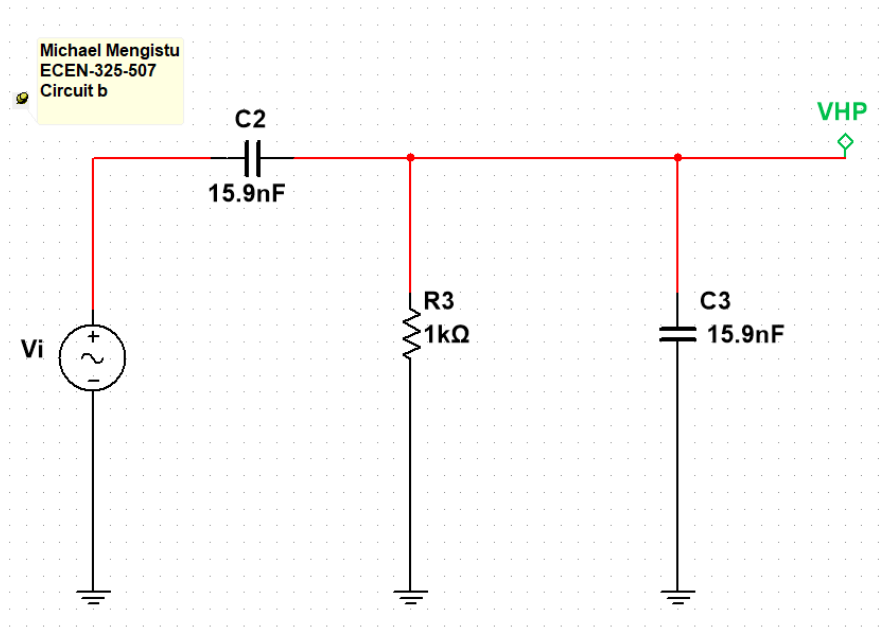 Michael Mengistu
ECEN-325-507
Circuit b
VHP
C2
15.9nF
R3
1kΩ
C3
15.9nF
Vi